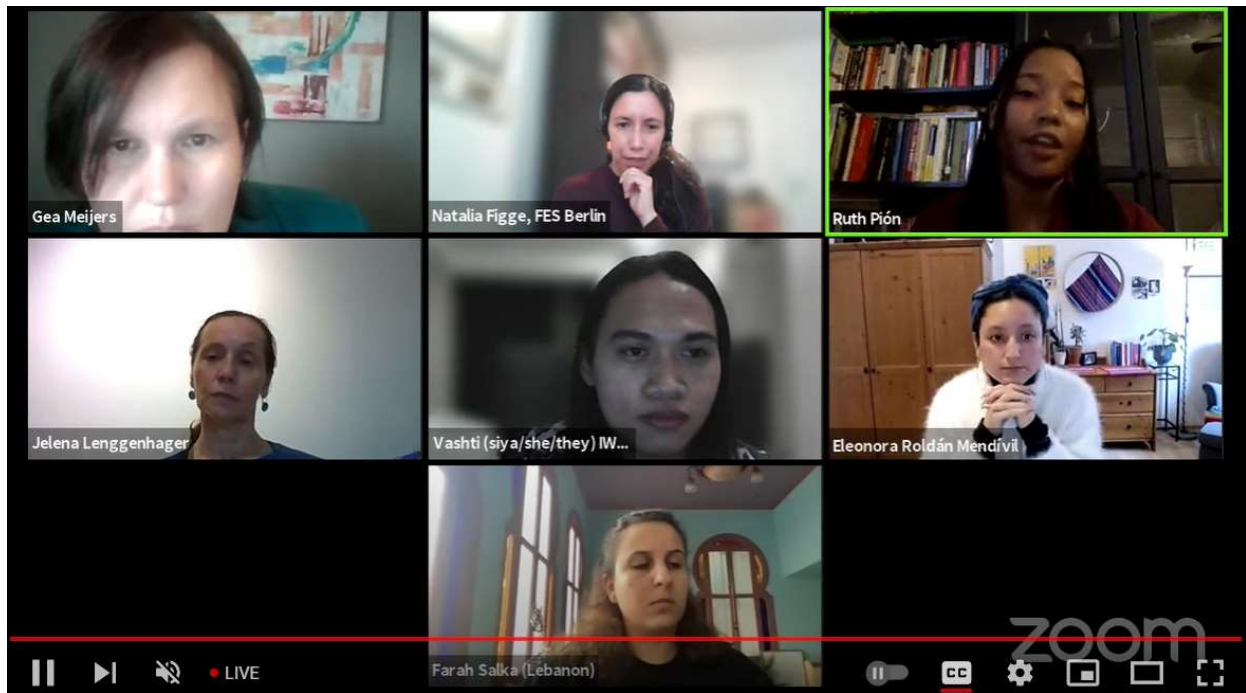 Gea Meijers
Natalia Figge, FES Berlin
Ruth Pión
Jelena Lenggenhager
Vashti (siya/she/they) IW...
Eleonora Roldán Mendívil
Farah Salka (Lebanon)
zoom
LIVE
CC